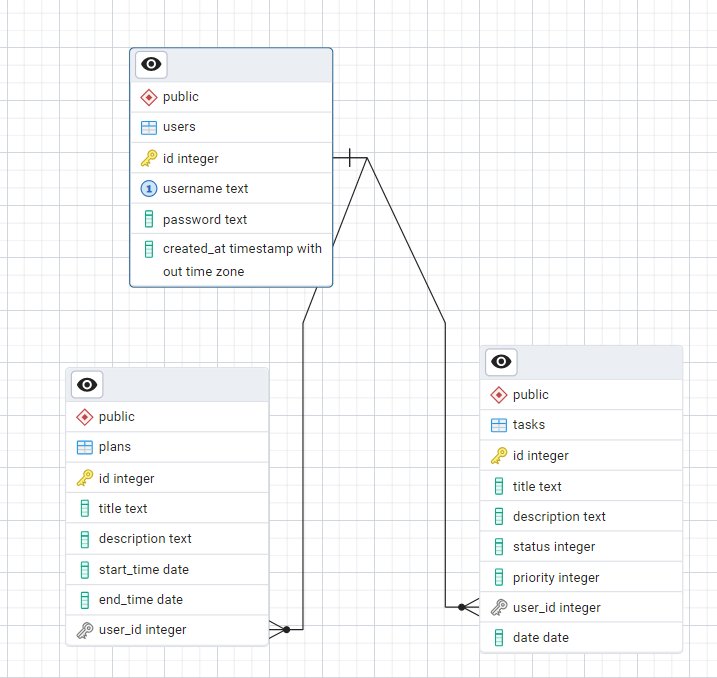 public
users
id integer
1 username text
password text
created_at timestamp with
out time zone
public
plans
id integer
title text
description text
start_time date
end_time date
user_id integer
public
tasks
id integer
title text
description text
status integer
priority integer
user_id integer
date date